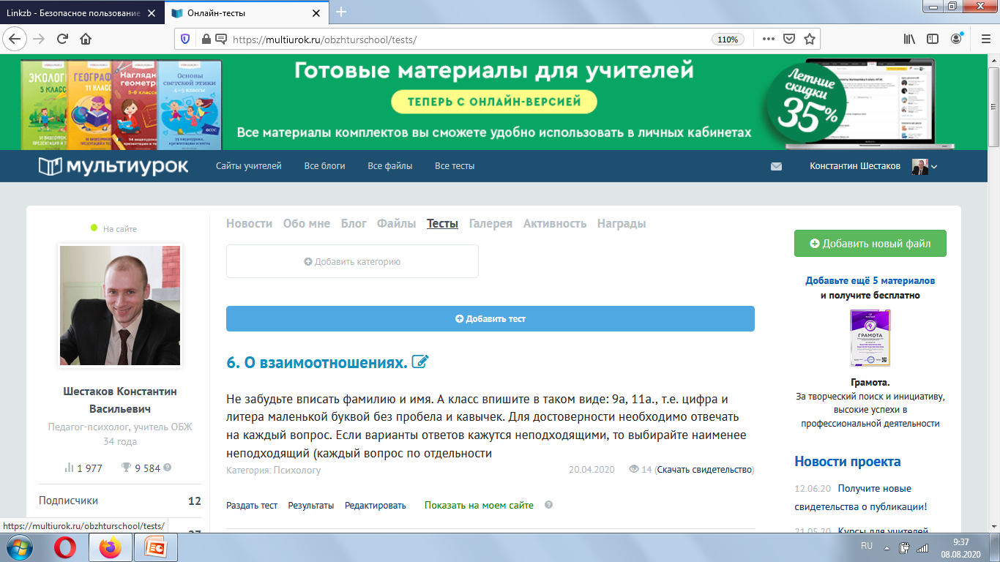 Linkzb - Безопасное пользование
Онлайн-тесты
https://multiurok.ru/obzhturschool/tests/
110%
ЭКОЛОГ
5 КЛАСС
ГЕОГРАФ
11 КЛАСС
Наглядн
геометр
5-6 классы
Основы
светской этики
4-5 классы
Готовые материалы для учителей
ТЕПЕРЬ С ОНЛАЙН-ВЕРСИЕЙ
Все материалы комплектов вы сможете удобно использовать в личных кабинетах
Летние
скидки
35%
мультиурок
Сайты учителей
Все блоги
Все файлы
Все тесты
Константин Шестаков
На сайте
Шестаков Константин
Васильевич
Педагог-психолог, учитель ОБЖ
34 года
1 977
9 584
Подписчики
12
Новости
Обо мне
Блог
Файлы
Тесты
Галерея
Активность
Награды
Добавить категорию
Добавить тест
6. О взаимоотношениях.
Не забудьте вписать фамилию и имя. А класс впишите в таком виде: 9а, 11а., т.е. цифра и
литера маленькой буквой без пробела и кавычек. Для достоверности необходимо отвечать
на каждый вопрос. Если варианты ответов кажутся неподходящими, то выбирайте наименее
неподходящий (каждый вопрос по отдельности
Категория: Психологу
20.04.2020
14 (Скачать свидетельство)
Раздать тест
Результаты
Редактировать
Показать на моем сайте
Добавить новый файл
Добавьте ещё 5 материалов
и получите бесплатно
ГРАМОТА
Грамота.
За творческий поиск и инициативу,
высокие успехи в
профессиональной деятельности
Новости проекта
12.06.20 Получите новые
свидетельства о публикации!
21.05.20 Курсы для учителей
https://multiurok.ru/obzhturschool/tests/
RU
9:37
08.08.2020